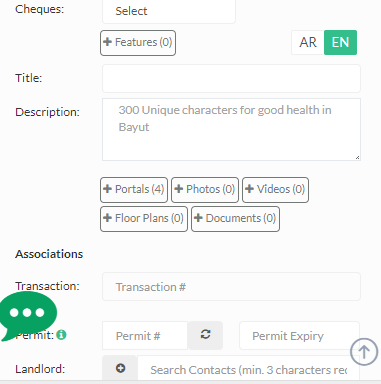 Cheques: Select
+ Features (0) AR EN
Title:
Description: 300 Unique characters for good health in
Bayut
+ Portals (4) + Photos (0) + Videos (0)
+ Floor Plans (0) + Documents (0)
Associations
Transaction: Transaction #
Permit: Permit # Permit Expiry
Landlord: Search Contacts (min. 3 characters